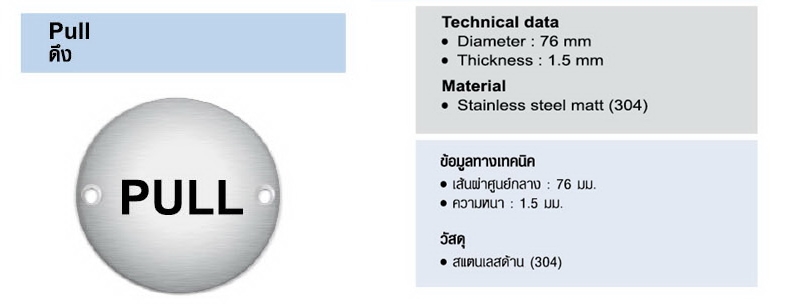 Pull
ดึง
PULL
Technical data
• Diameter : 76 mm
• Thickness : 1.5 mm
Material
• Stainless steel matt (304)
ข้อมูลทางเทคนิค
• เส้นผ่าศูนย์กลาง : 76 มม.
• ความหนา : 1.5 มม.
วัสดุ
• สแตนเลสด้าน (304)